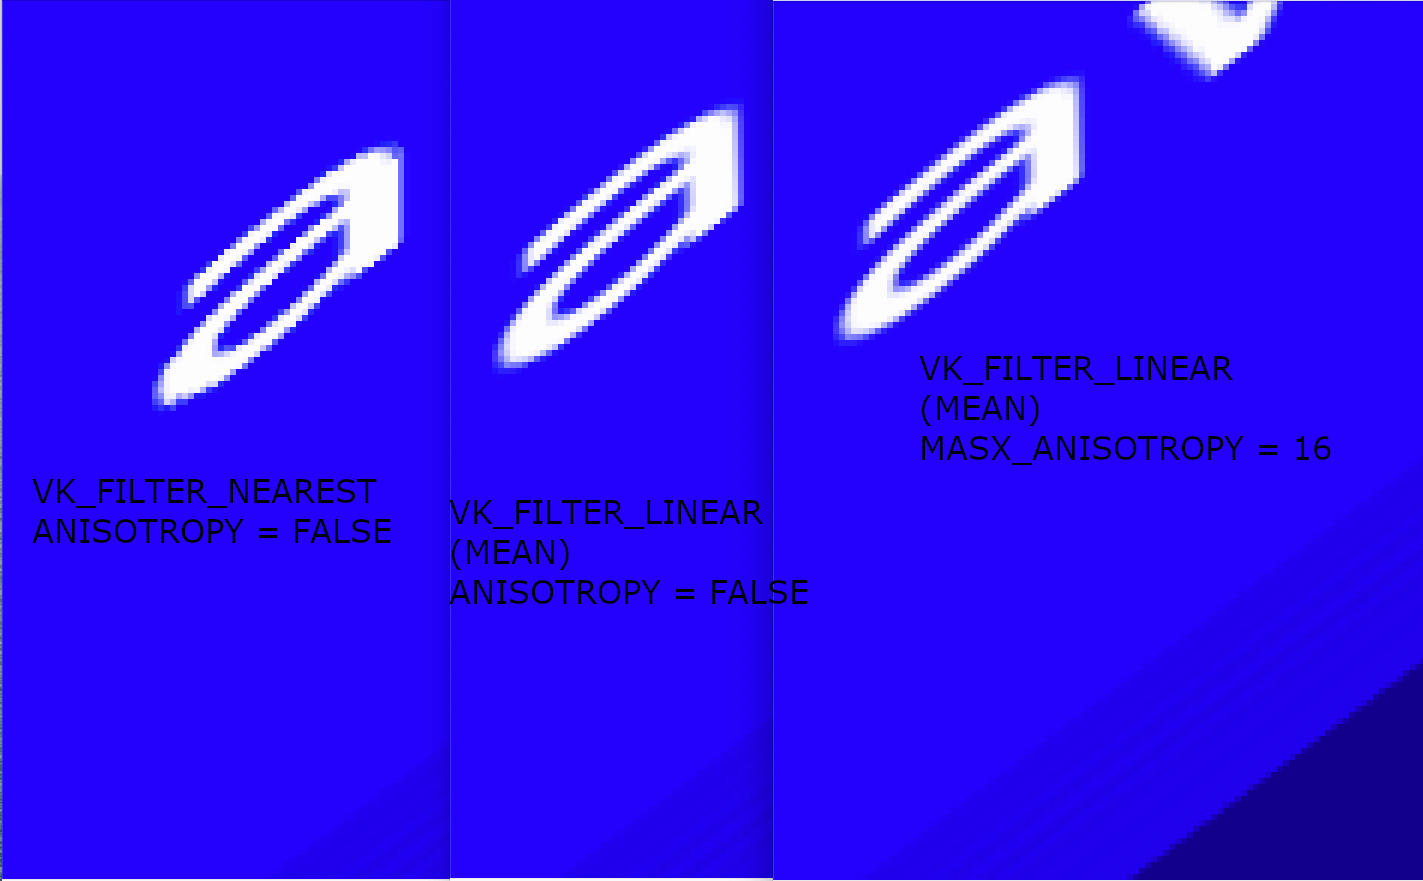 VK_FILTER_NEAREST
ANISOTROPY = FALSE
VK_FILTER_LINEAR
(MEAN)
ANISOTROPY = FALSE
VK_FILTER_LINEAR
(MEAN)
MASX_ANISOTROPY = 16